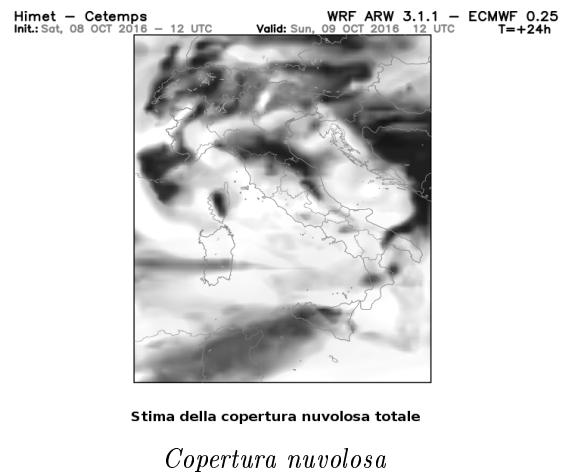 Himet – Cetemps WRF ARW 3.1.1 – ECMWF 0.25
Init.: Sat, 08 OCT 2016 – 12 UTC Valid: Sun, 09 OCT 2016 12 UTC T=+24h
Stima della copertura nuvolosa totale
Copertura nuvolosa